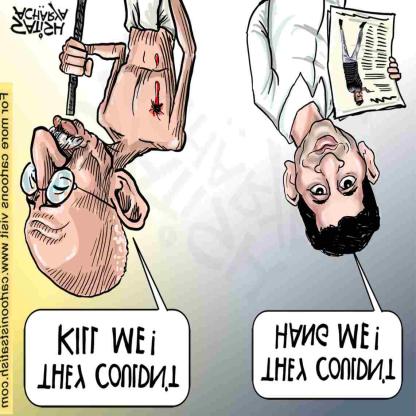 THEY COULDN'T
KILL ME!
THEY COULDN'T
HANG ME!
SATISH
ACHARYA
For more cartoons visit www.cartoonistsatish.com